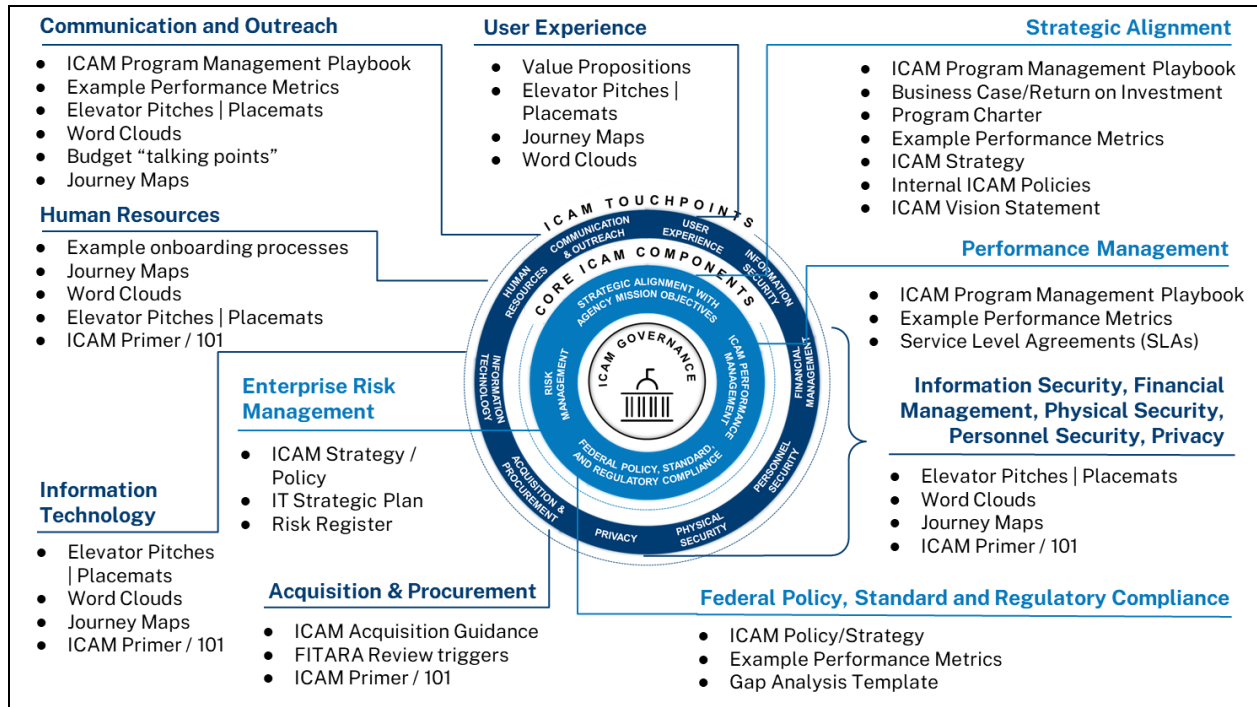 Communication and Outreach
● ICAM Program Management Playbook
● Example Performance Metrics
● Elevator Pitches | Placemats
● Word Clouds
● Budget “talking points”
● Journey Maps
User Experience
● Value Propositions
● Elevator Pitches |
Placemats
● Journey Maps
● Word Clouds
Strategic Alignment
● ICAM Program Management Playbook
● Business Case/Return on Investment
● Program Charter
● Example Performance Metrics
● ICAM Strategy
● Internal ICAM Policies
● ICAM Vision Statement
Human Resources
● Example onboarding processes
● Journey Maps
● Word Clouds
● Elevator Pitches | Placemats
● ICAM Primer / 101
ICAM TOUCHPOINTS
HUMAN
RESOURCES
COMMUNICATION
& OUTREACH
USER
EXPERIENCE
INFORMATION
SECURITY
FINANCIAL
MANAGEMENT
PERSONNEL
SECURITY
PHYSICAL
SECURITY
PRIVACY
ACQUISITION &
PROCUREMENT
INFORMATION
TECHNOLOGY
CORE ICAM COMPONENTS
STRATEGIC ALIGNMENT WITH
AGENCY MISSION OBJECTIVES
ICAM PERFORMANCE
MANAGEMENT
FEDERAL POLICY, STANDARD,
AND REGULATORY COMPLIANCE
RISK
MANAGEMENT
ICAM GOVERNANCE
Performance Management
● ICAM Program Management Playbook
● Example Performance Metrics
● Service Level Agreements (SLAs)
Enterprise Risk
Management
● ICAM Strategy /
Policy
● IT Strategic Plan
● Risk Register
Information Security, Financial
Management, Physical Security,
Personnel Security, Privacy
● Elevator Pitches | Placemats
● Word Clouds
● Journey Maps
● ICAM Primer / 101
Information
Technology
● Elevator Pitches
| Placemats
● Word Clouds
● Journey Maps
● ICAM Primer / 101
Acquisition & Procurement
● ICAM Acquisition Guidance
● FITARA Review triggers
● ICAM Primer / 101
Federal Policy, Standard and Regulatory Compliance
● ICAM Policy/Strategy
● Example Performance Metrics
● Gap Analysis Template